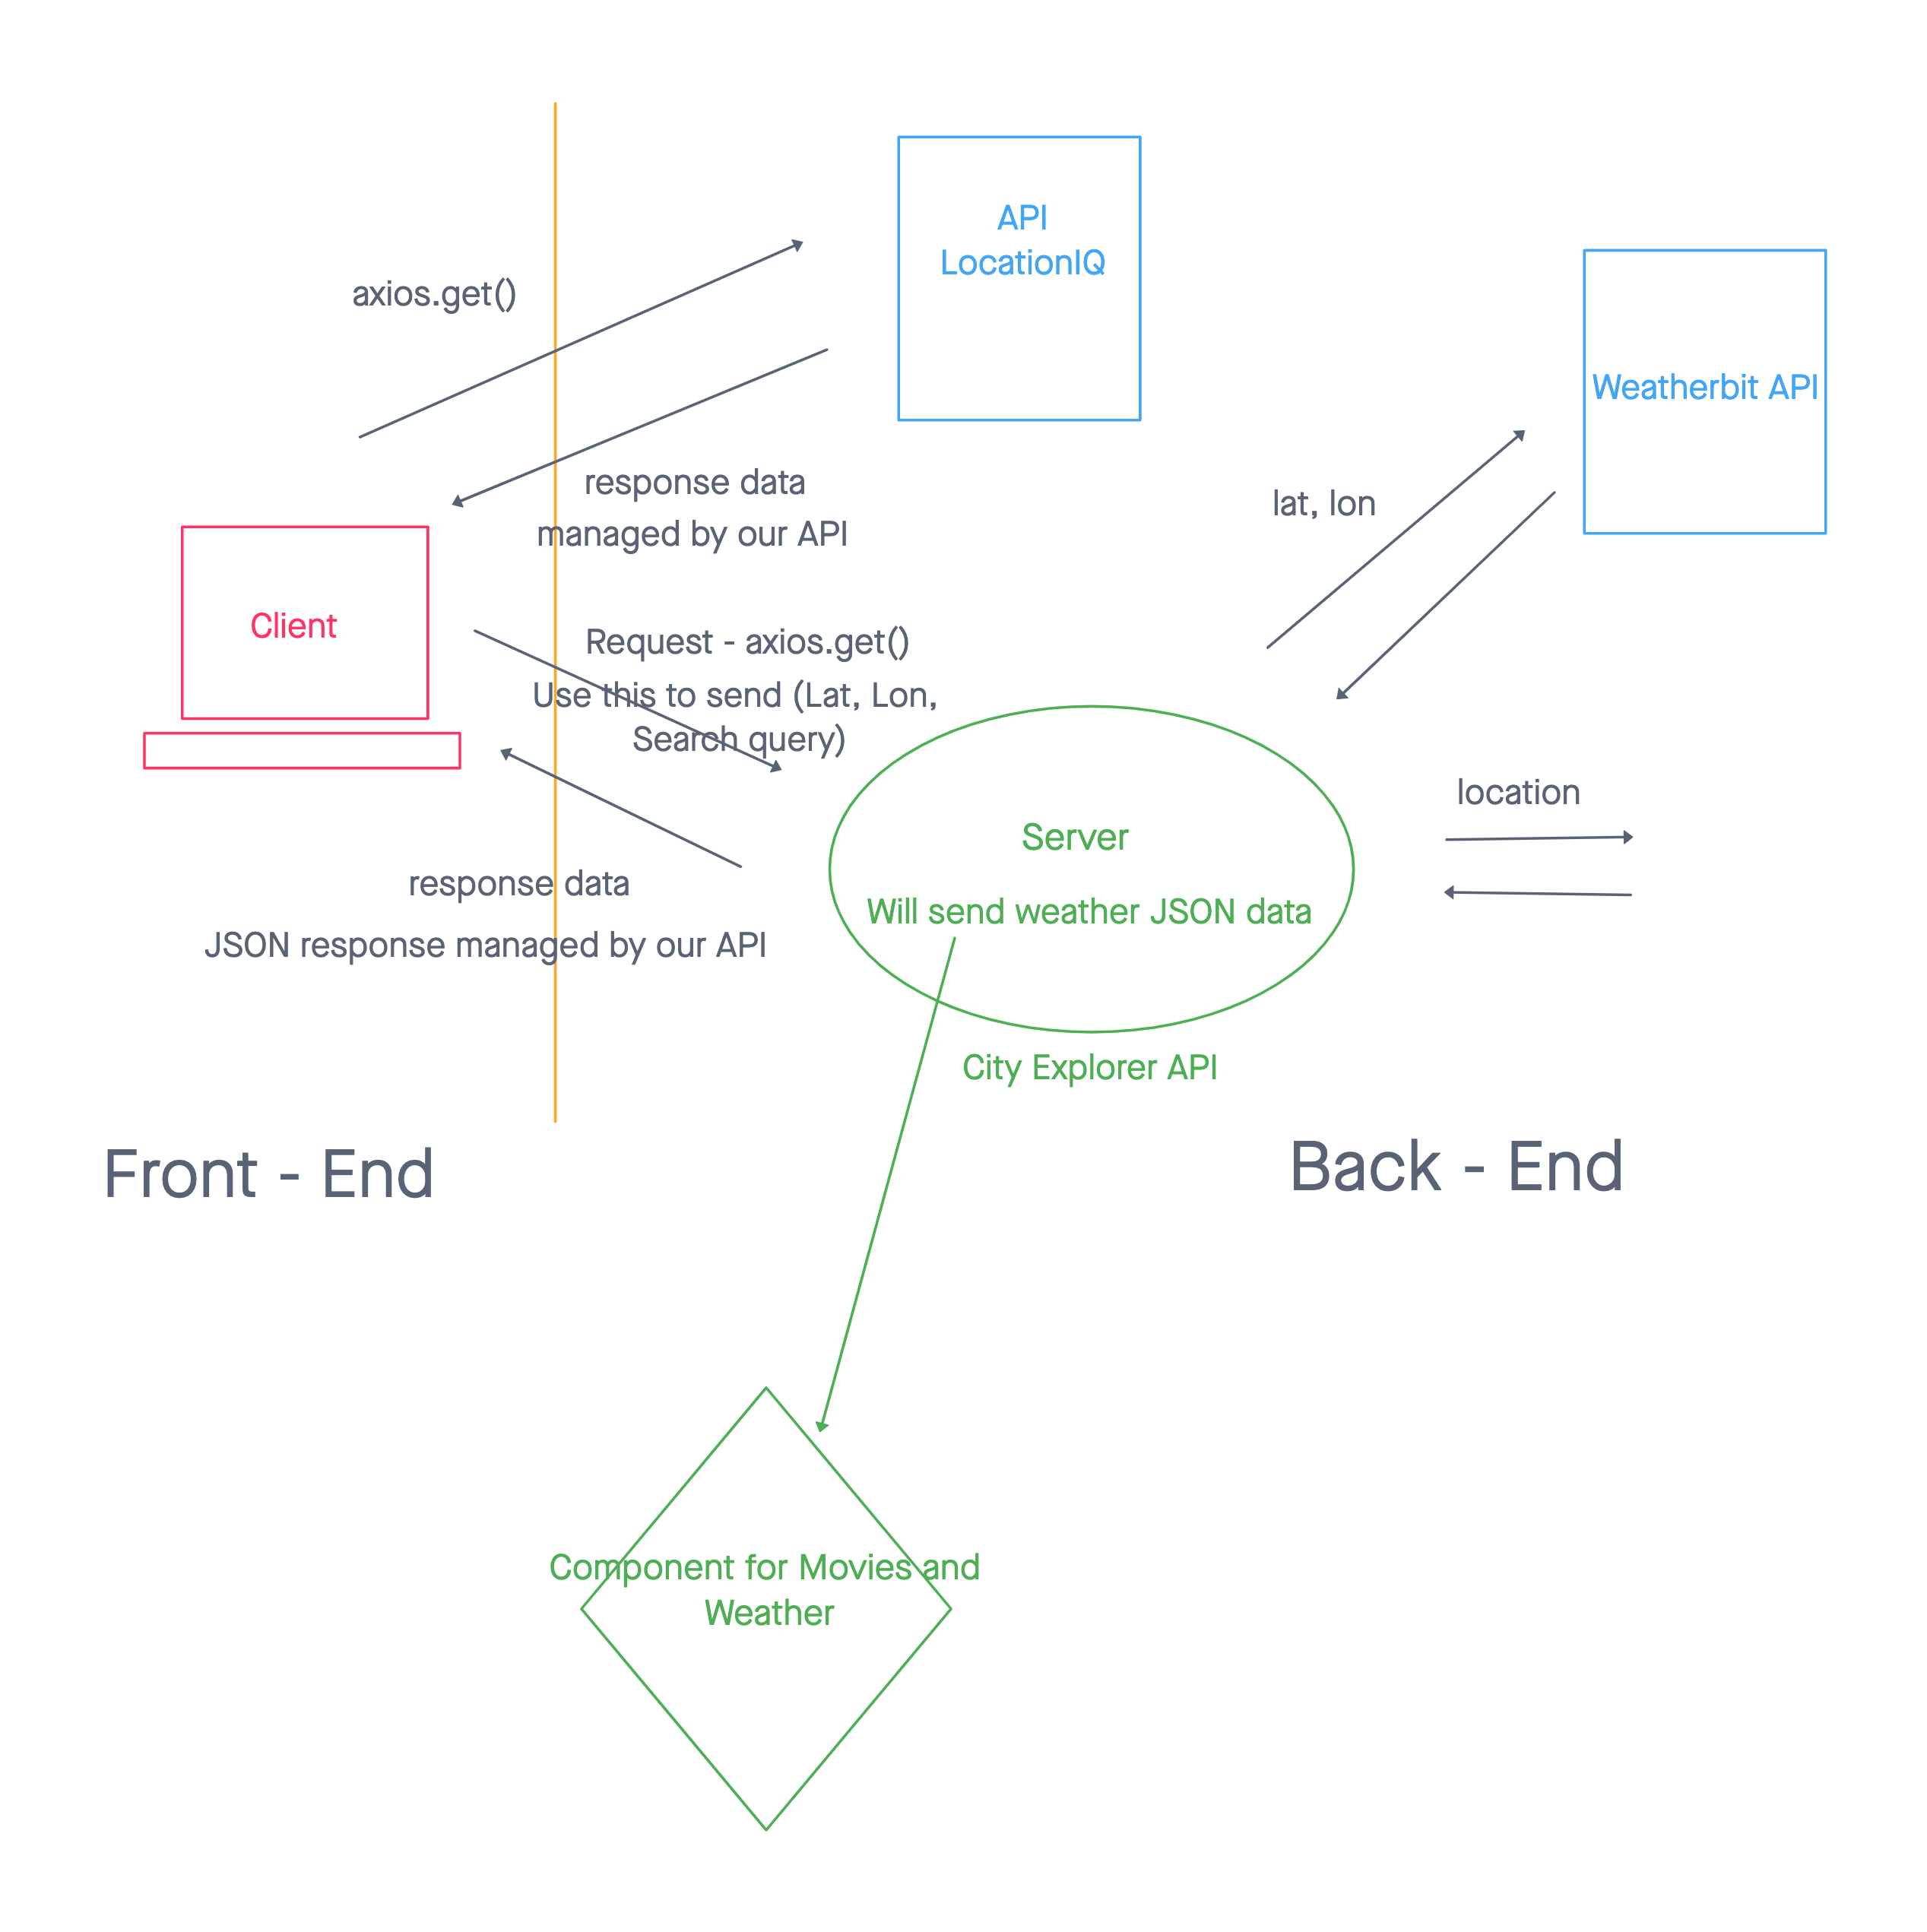 API
LocationIQ
axios.get()
Weatherbit API
response data
managed by our API
lat, lon
Client
Request - axios.get()
Use this to send (Lat, Lon,
Search query)
location
Server
Will send weather JSON data
response data
JSON response managed by our API
City Explorer API
Front - End
Back - End
Component for Movies and
Weather